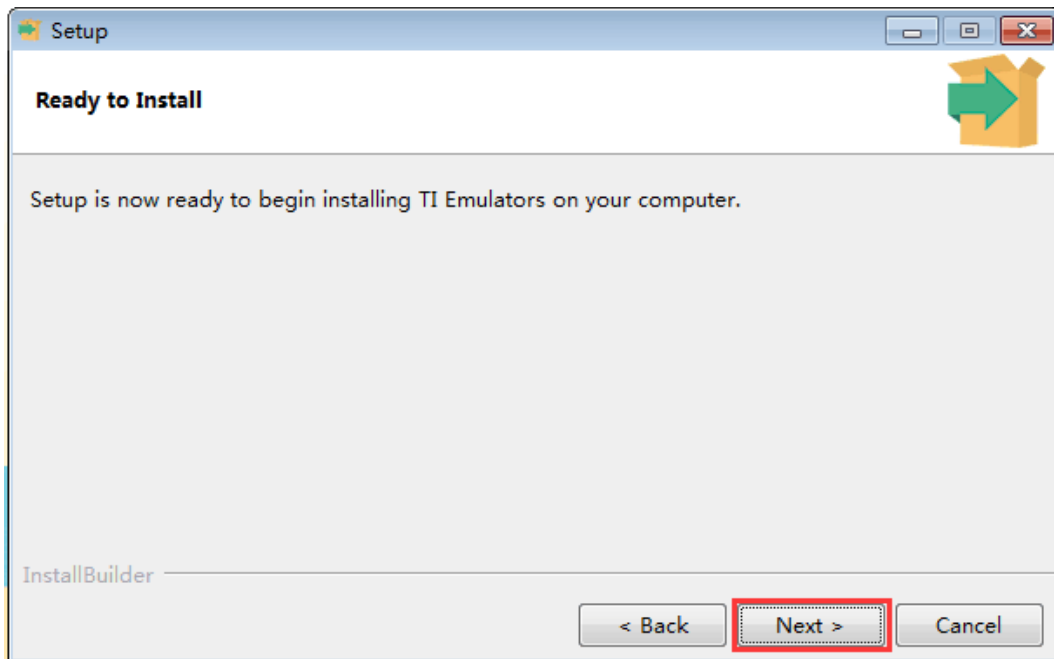 Setup
Ready to Install
Setup is now ready to begin installing TI Emulators on your computer.
InstallBuilder
< Back Next > Cancel